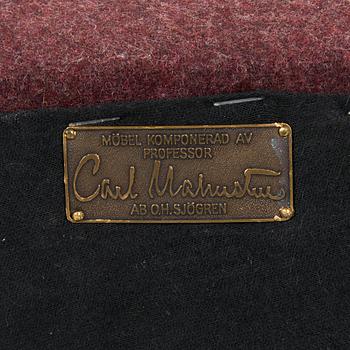 MÖBEL KOMPONERAD AV
PROFESSOR
Carl Malmsten
AB O.H. SJÖGREN